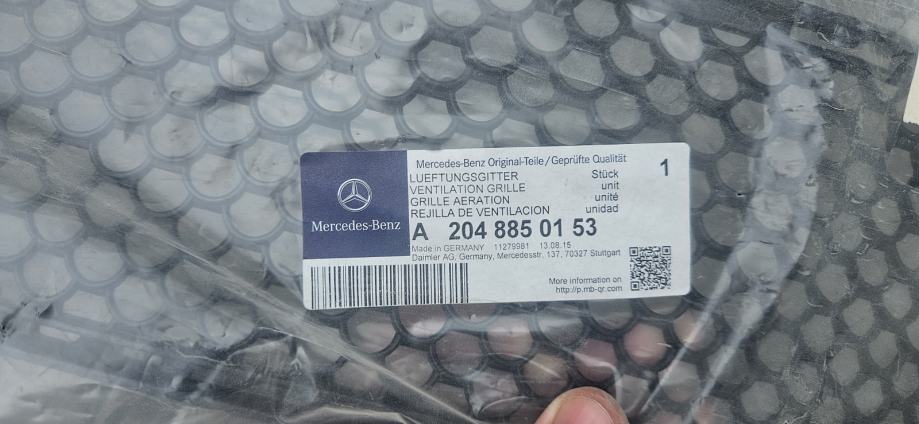 Mercedes-Benz
Mercedes-Benz Original-Teile/Geprüfte Qualität
LUEFTUNGSGITTER Stück 1
VENTILATION GRILLE unit
GRILLE AERATION unité
REJILLA DE VENTILACION unidad
A 204 885 01 53
Made in GERMANY 11279981 13.08.15
Daimler AG, Germany, Mercedesstr. 137, 70327 Stuttgart
More information on
http://p.mb-qr.com